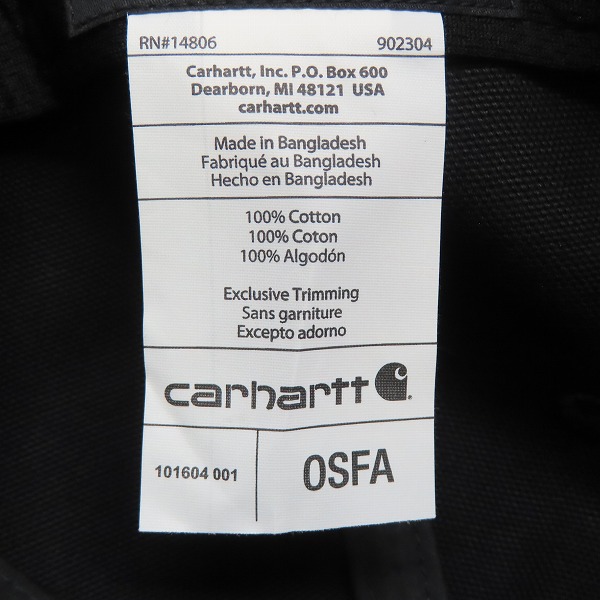 RN#14806 902304
Carhartt, Inc. P.O. Box 600
Dearborn, MI 48121 USA
carhartt.com
Made in Bangladesh
Fabriqué au Bangladesh
Hecho en Bangladesh
100% Cotton
100% Coton
100% Algodón
Exclusive Trimming
Sans garniture
Excepto adorno
carhartt
101604 001 OSFA